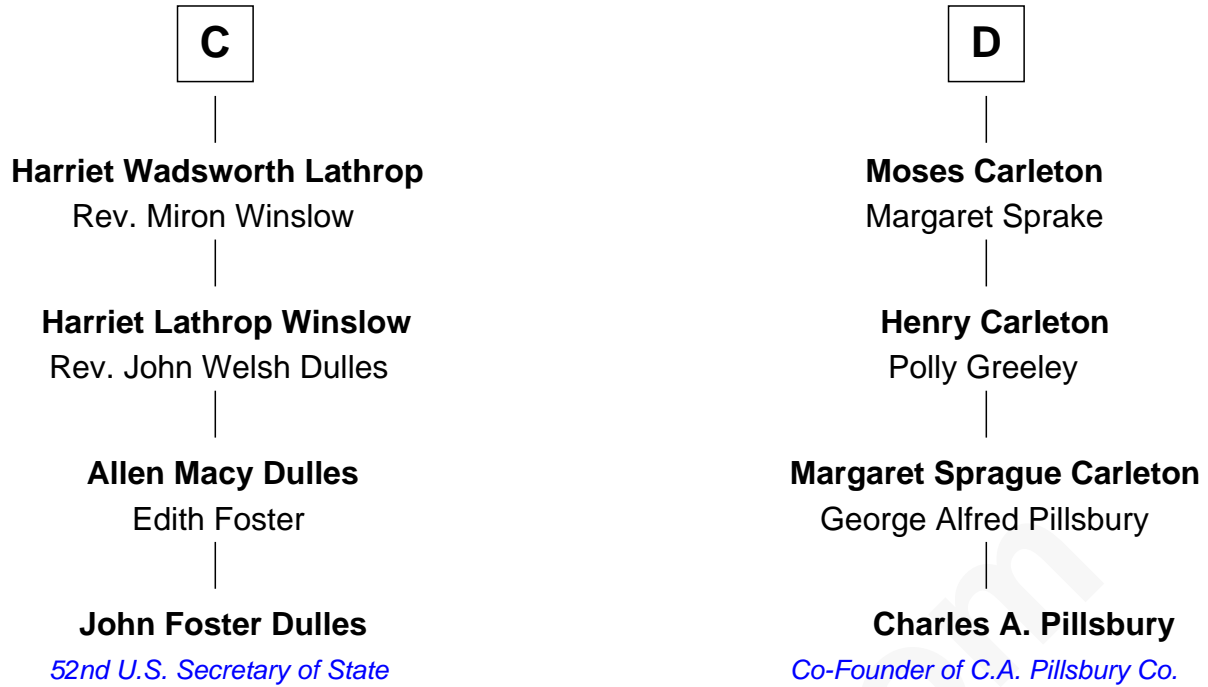 C
D
Harriet Wadsworth Lathrop
Rev. Miron Winslow
Moses Carleton
Margaret Sprake
Harriet Lathrop Winslow
Rev. John Welsh Dulles
Henry Carleton
Polly Greeley
Allen Macy Dulles
Edith Foster
Margaret Sprague Carleton
George Alfred Pillsbury
John Foster Dulles
52nd U.S. Secretary of State
Charles A. Pillsbury
Co-Founder of C.A. Pillsbury Co.